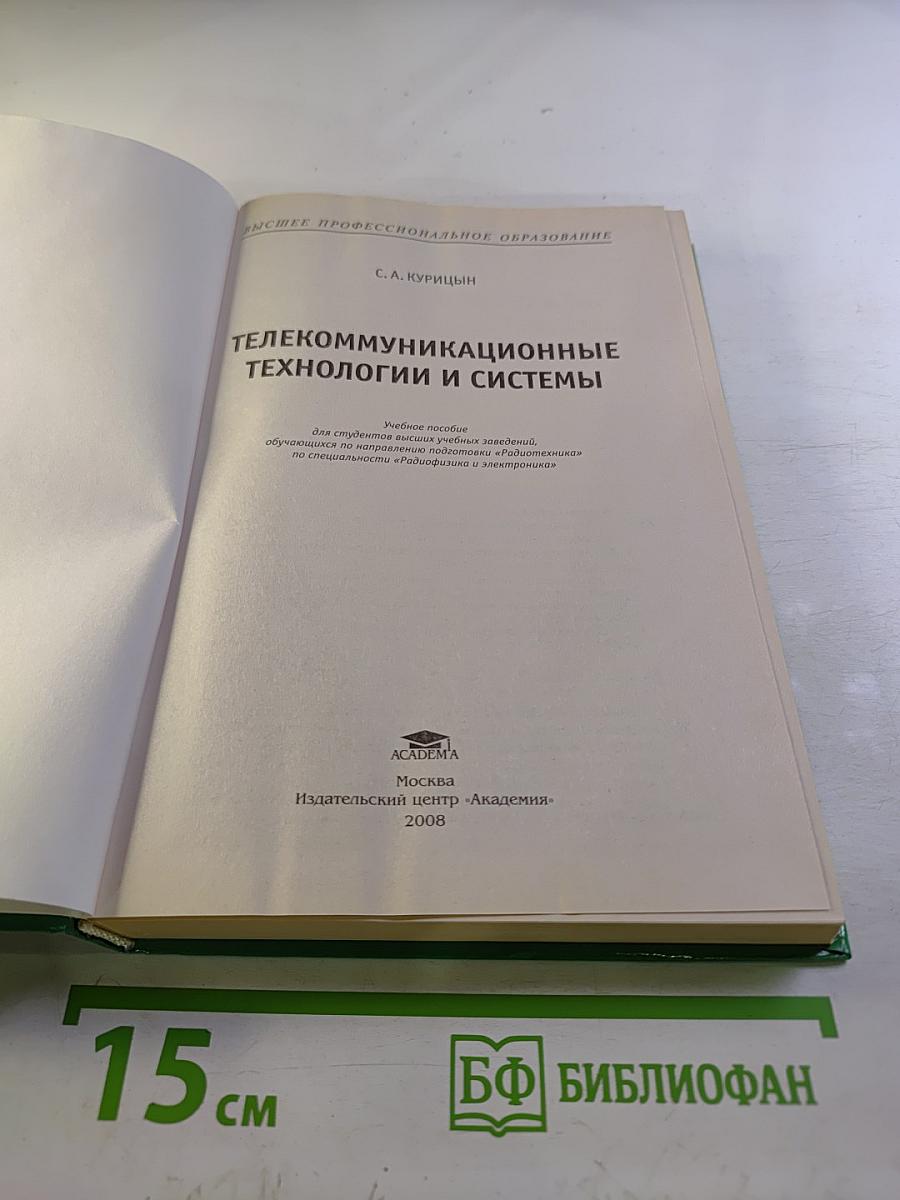 ВЫСШЕЕ ПРОФЕССИОНАЛЬНОЕ ОБРАЗОВАНИЕ
С. А. КУРИЦЫН
ТЕЛЕКОММУНИКАЦИОННЫЕ
ТЕХНОЛОГИИ И СИСТЕМЫ
Учебное пособие
для студентов высших учебных заведений,
обучающихся по направлению подготовки «Радиотехника»
по специальности «Радиофизика и электроника»
ACADEMA
Москва
Издательский центр «Академия»
2008
15 см
БФ БИБЛИОФАН